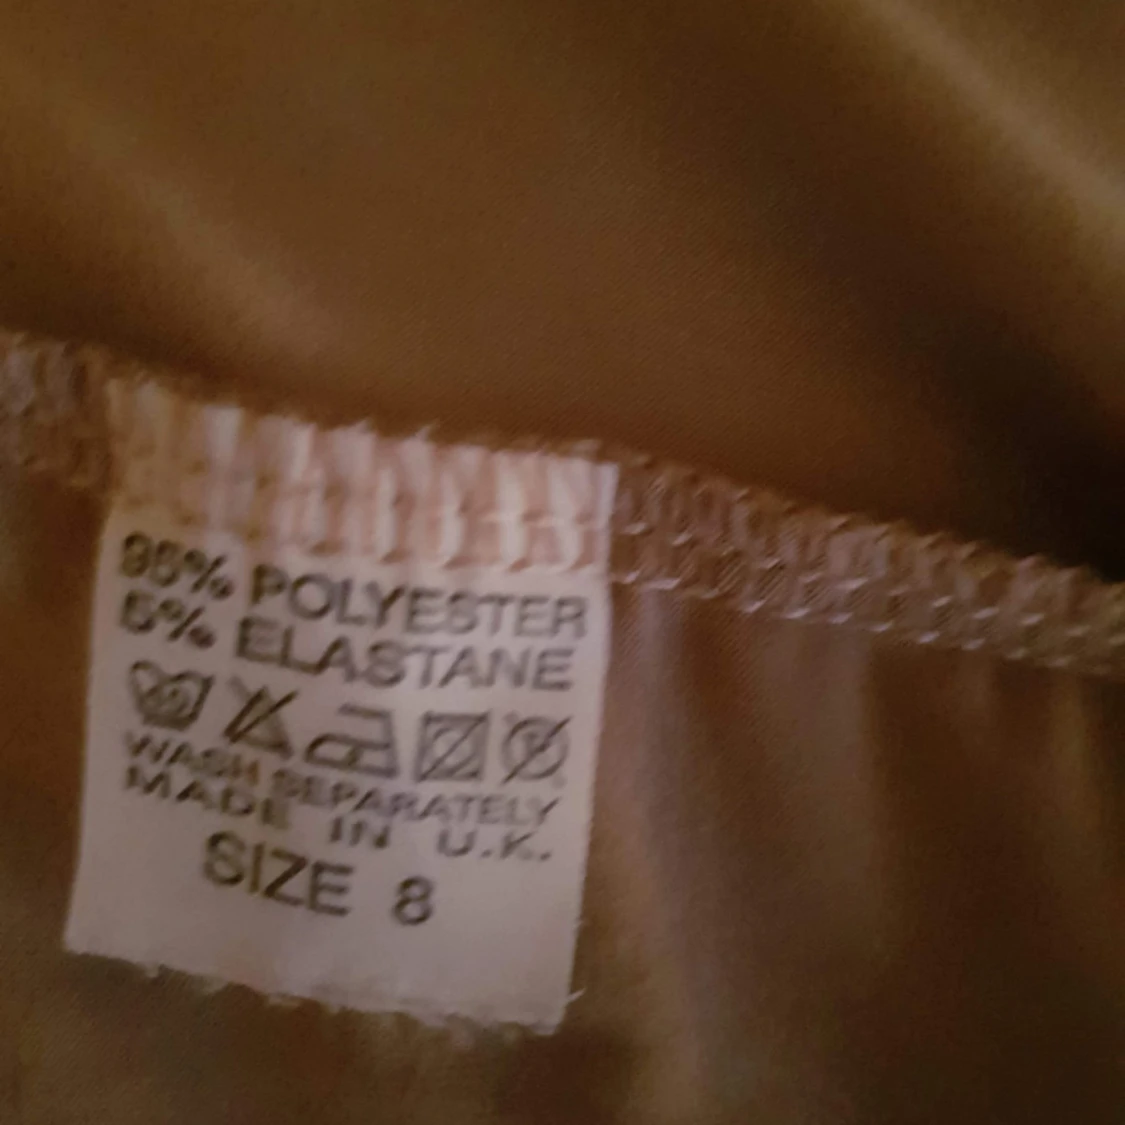 95% POLYESTER
5% ELASTANE
WASH SEPARATELY
MADE IN U.K.
SIZE 8